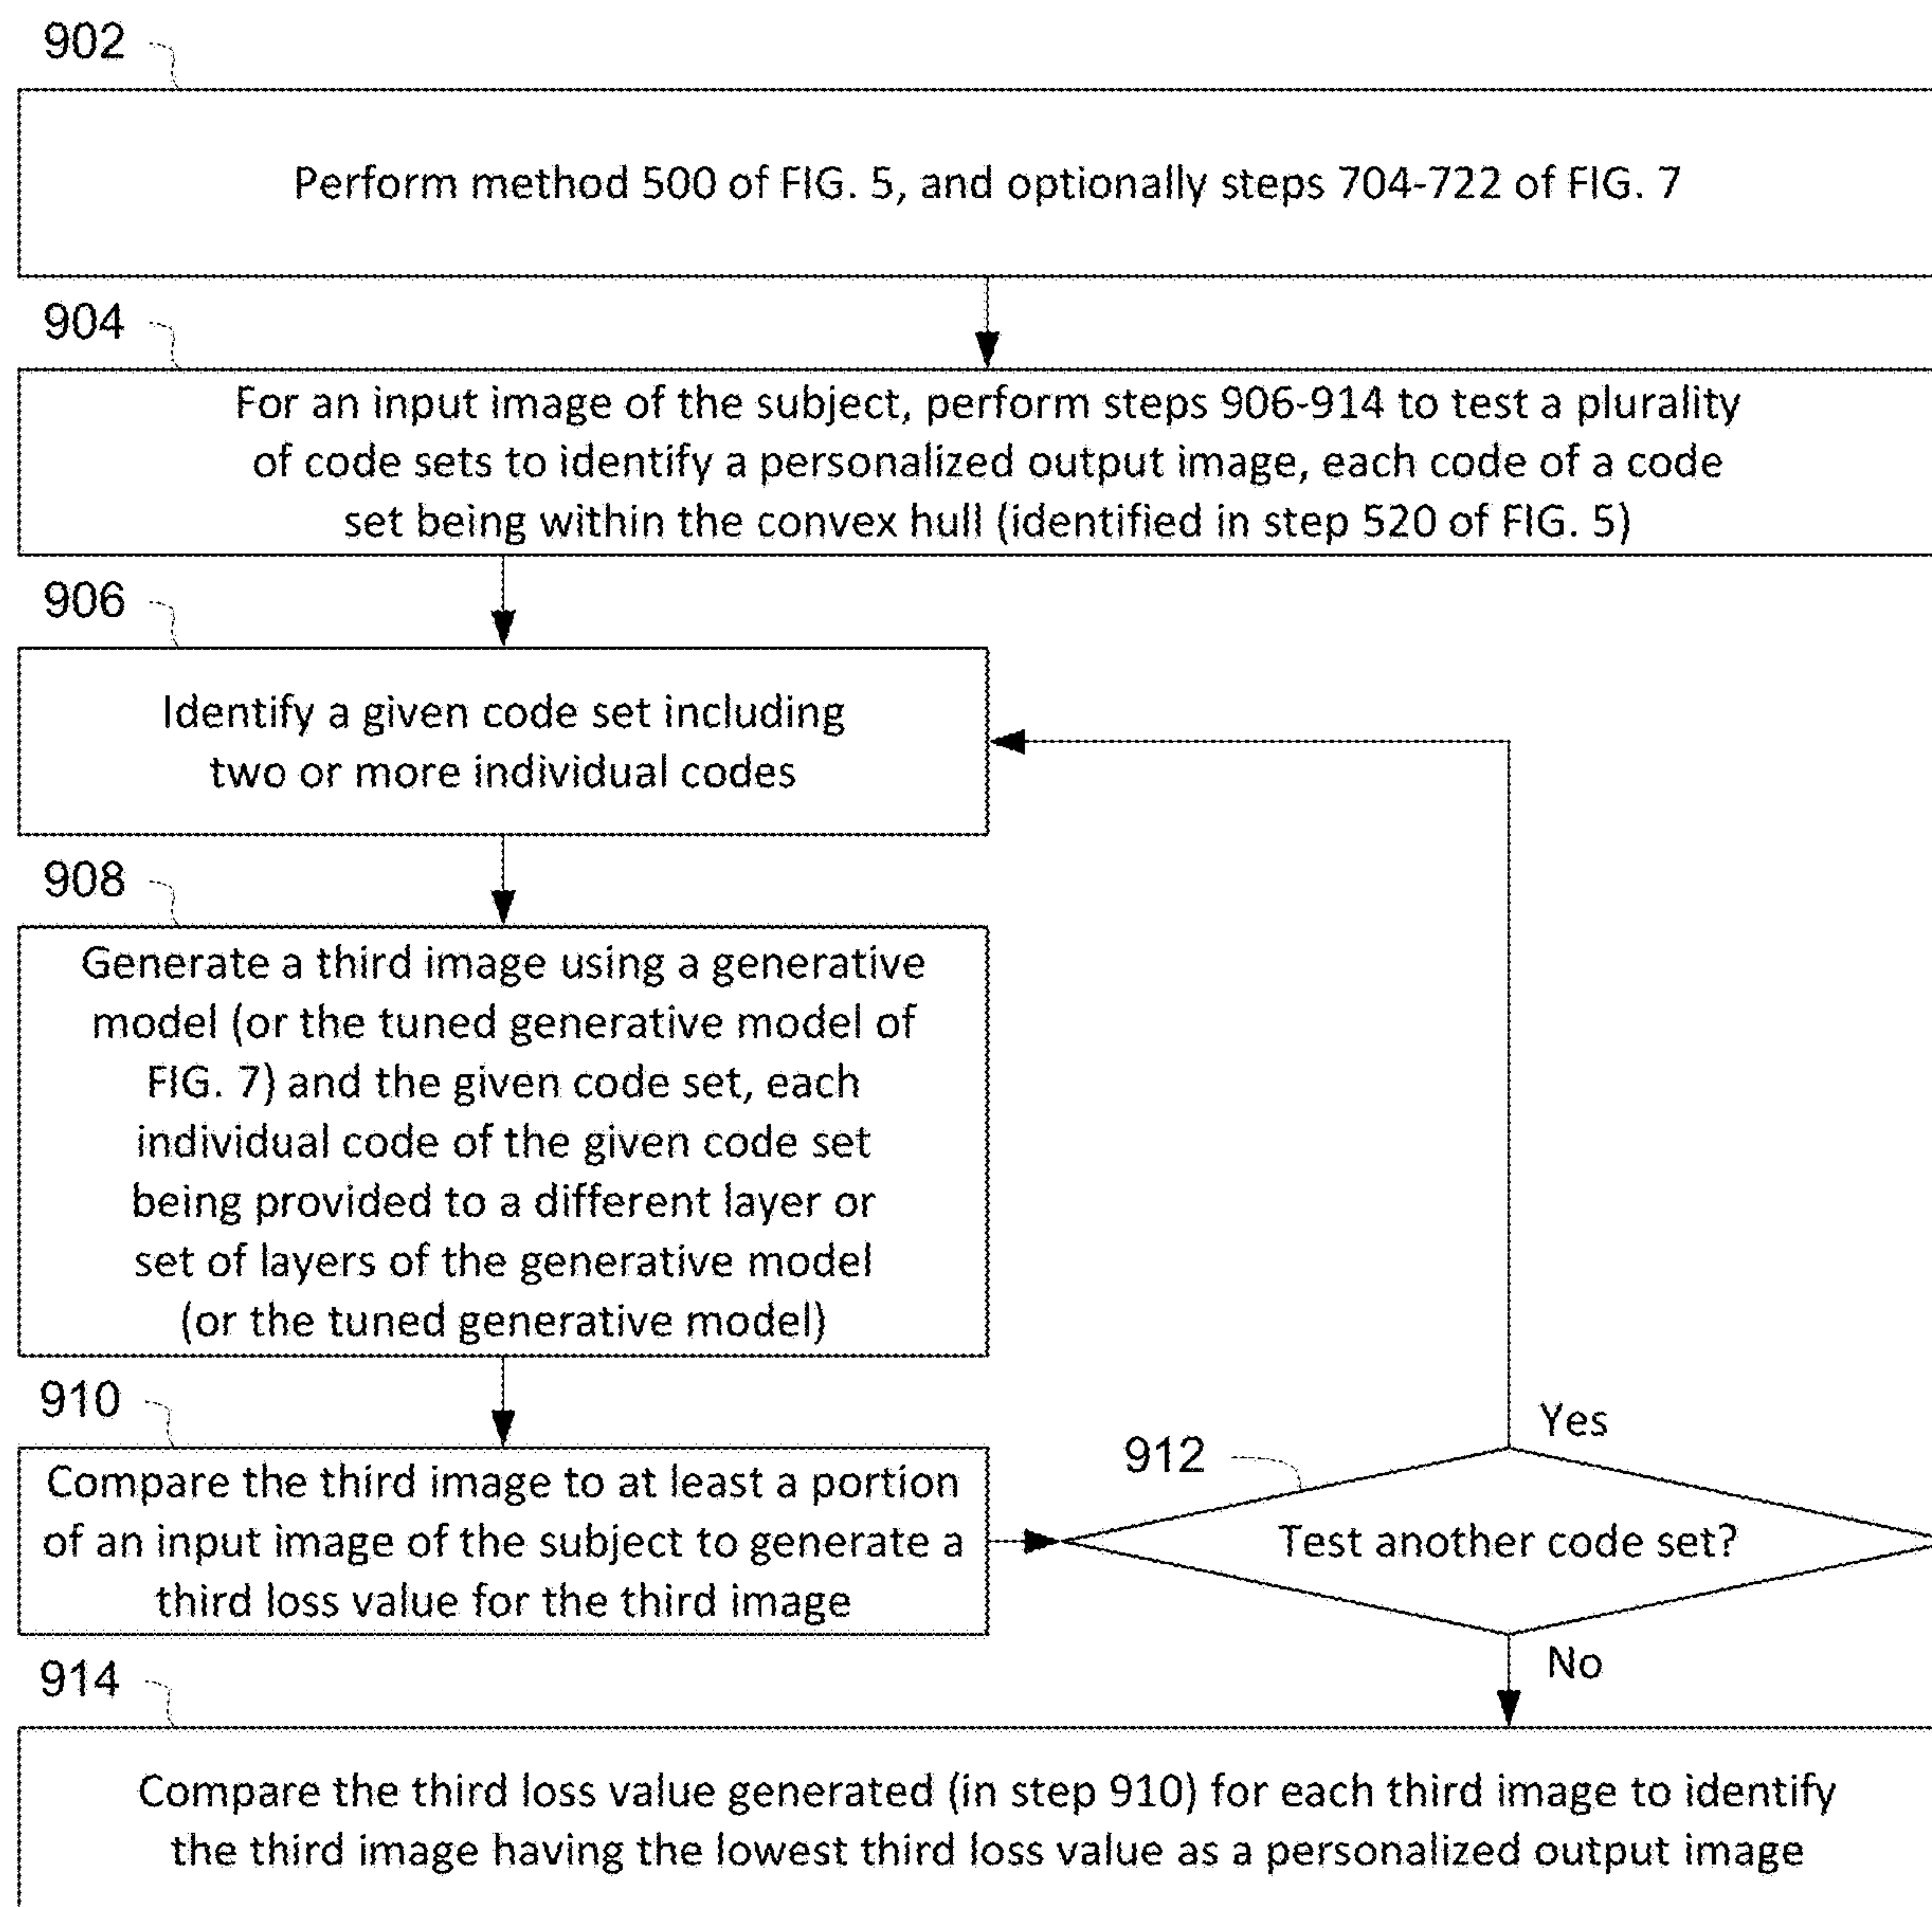 902
Perform method 500 of FIG. 5, and optionally steps 704-722 of FIG. 7
904
For an input image of the subject, perform steps 906-914 to test a plurality
of code sets to identify a personalized output image, each code of a code
set being within the convex hull (identified in step 520 of FIG. 5)
906
Identify a given code set including
two or more individual codes
908
Generate a third image using a generative
model (or the tuned generative model of
FIG. 7) and the given code set, each
individual code of the given code set
being provided to a different layer or
set of layers of the generative model
(or the tuned generative model)
910
Compare the third image to at least a portion
of an input image of the subject to generate a
third loss value for the third image
912
Yes
Test another code set?
No
914
Compare the third loss value generated (in step 910) for each third image to identify
the third image having the lowest third loss value as a personalized output image